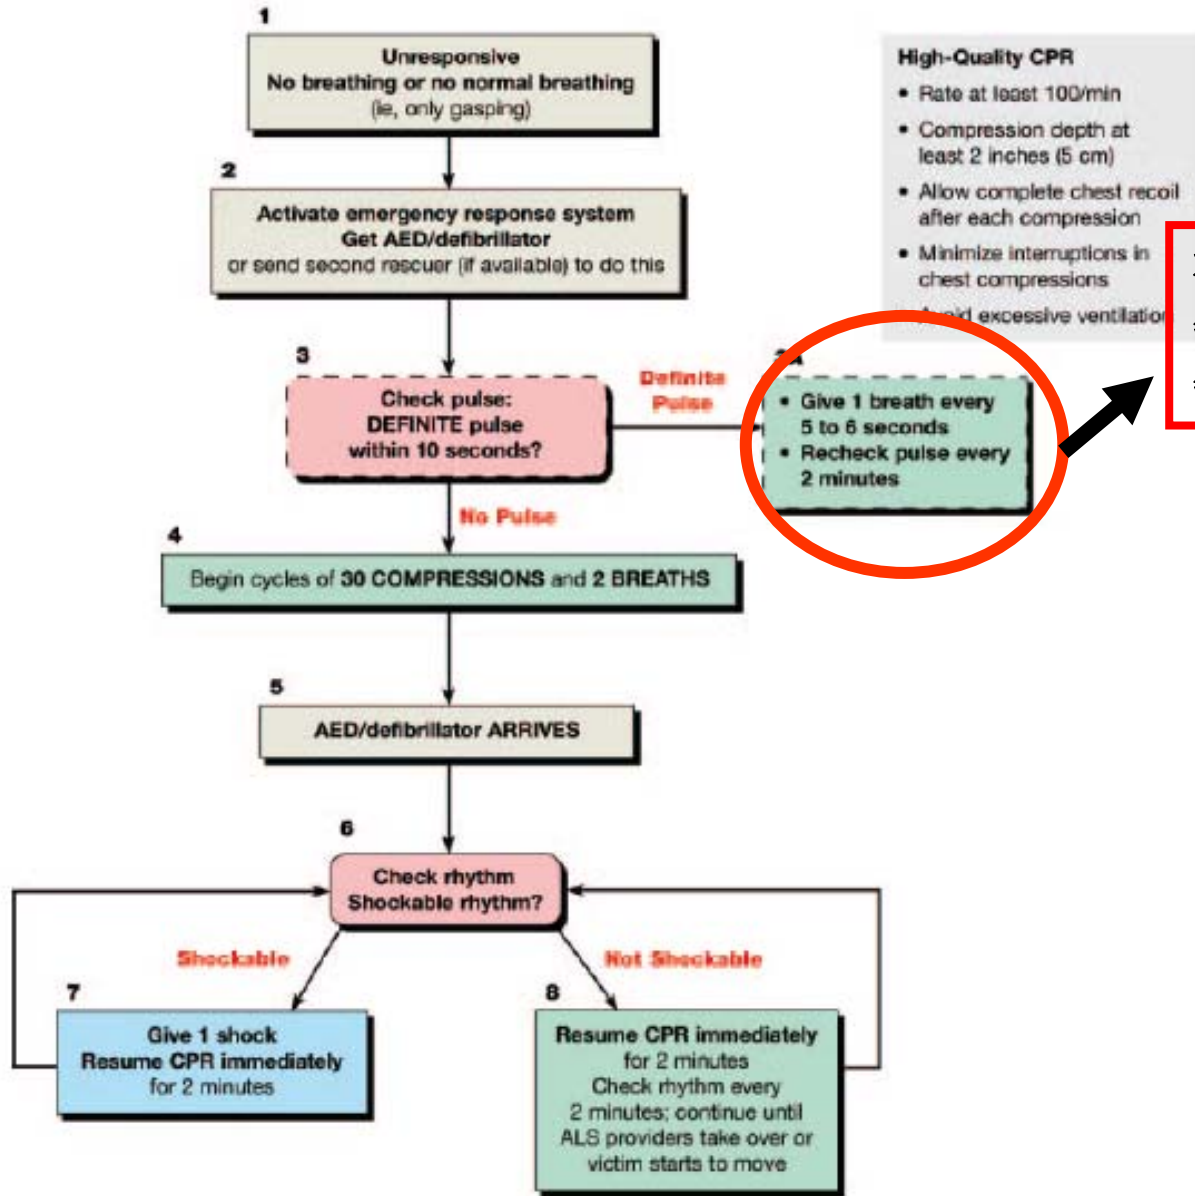 1
Unresponsive
No breathing or no normal breathing
(ie, only gasping)
2
Activate emergency response system
Get AED/defibrillator
or send second rescuer (if available) to do this
High-Quality CPR
• Rate at least 100/min
• Compression depth at
least 2 inches (5 cm)
• Allow complete chest recoil
after each compression
• Minimize interruptions in
chest compressions
Avoid excessive ventilation
3
Check pulse:
DEFINITE pulse
within 10 seconds?
Definite
Pulse
3A
• Give 1 breath every
5 to 6 seconds
• Recheck pulse every
2 minutes
No Pulse
4
Begin cycles of 30 COMPRESSIONS and 2 BREATHS
5
AED/defibrillator ARRIVES
6
Check rhythm
Shockable rhythm?
Shockable
Not Shockable
7
Give 1 shock
Resume CPR immediately
for 2 minutes
8
Resume CPR immediately
for 2 minutes
Check rhythm every
2 minutes; continue until
ALS providers take over or
victim starts to move